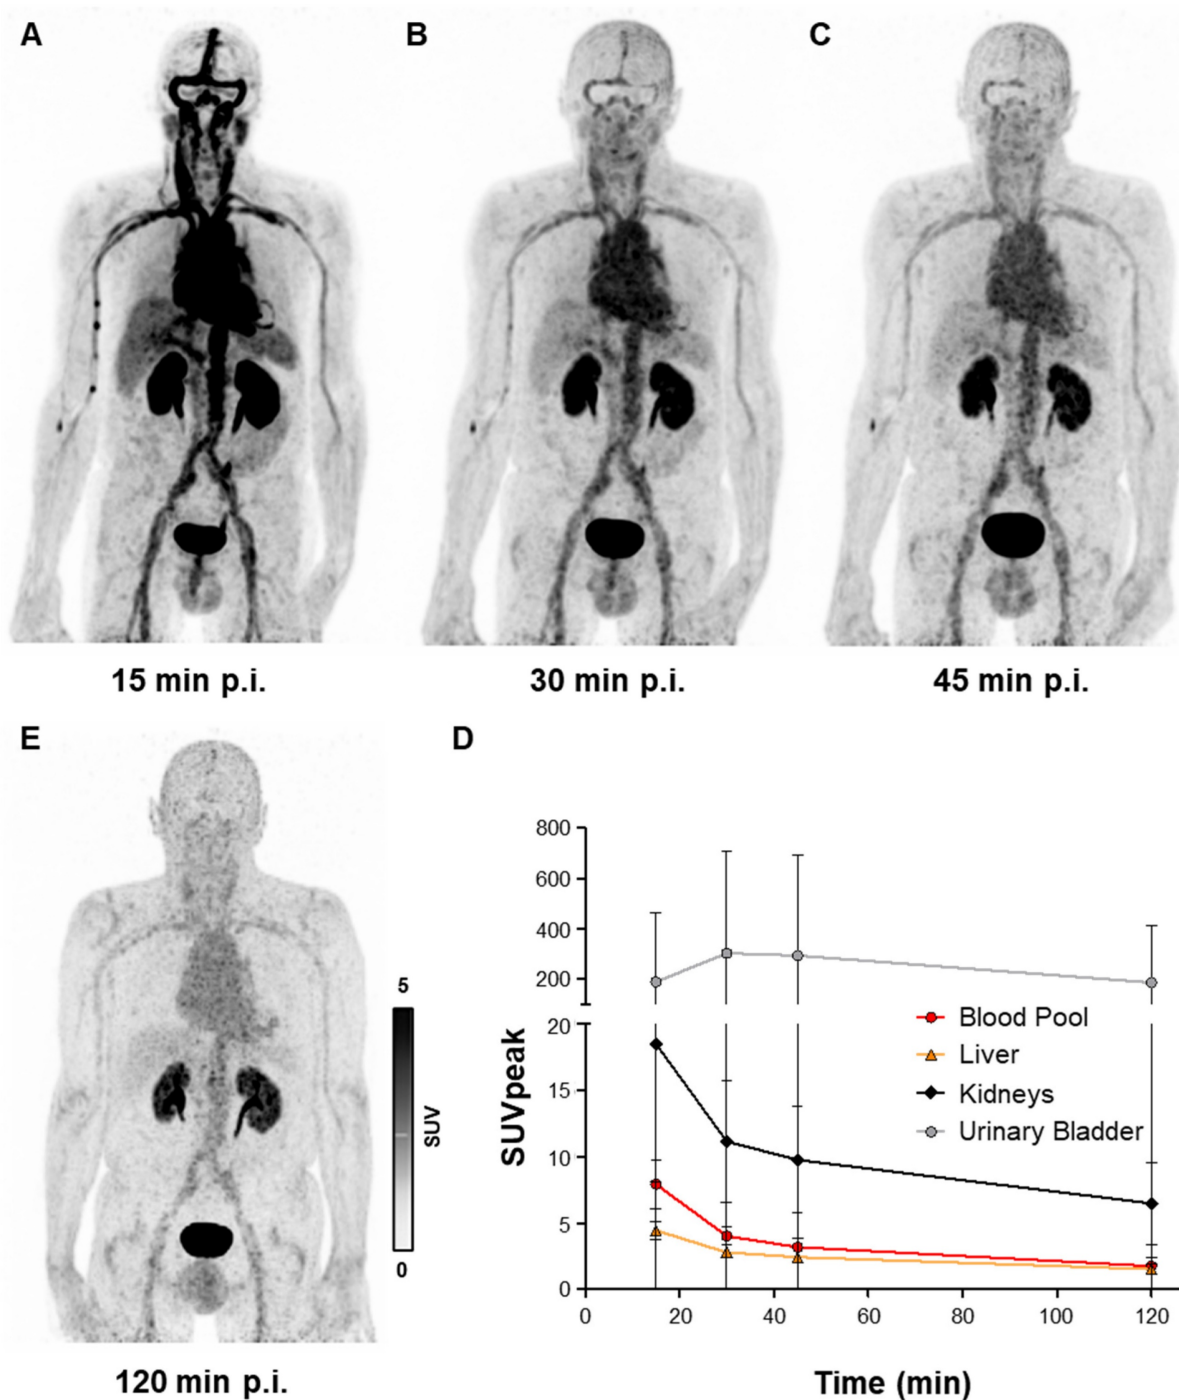 A
B
C
15 min p.i.
30 min p.i.
45 min p.i.
E
5
SUV
0
120 min p.i.
D
800
600
400
200
20
15
10
5
0
SUVpeak
Blood Pool
Liver
Kidneys
Urinary Bladder
0 20 40 60 80 100 120
Time (min)